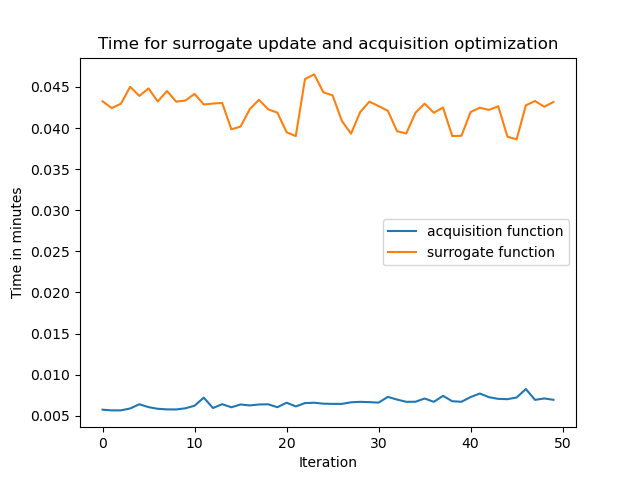 Time for surrogate update and acquisition optimization
0.045
0.040
0.035
0.030
0.025
0.020
0.015
0.010
0.005
Time in minutes
acquisition function
surrogate function
0 10 20 30 40 50
Iteration